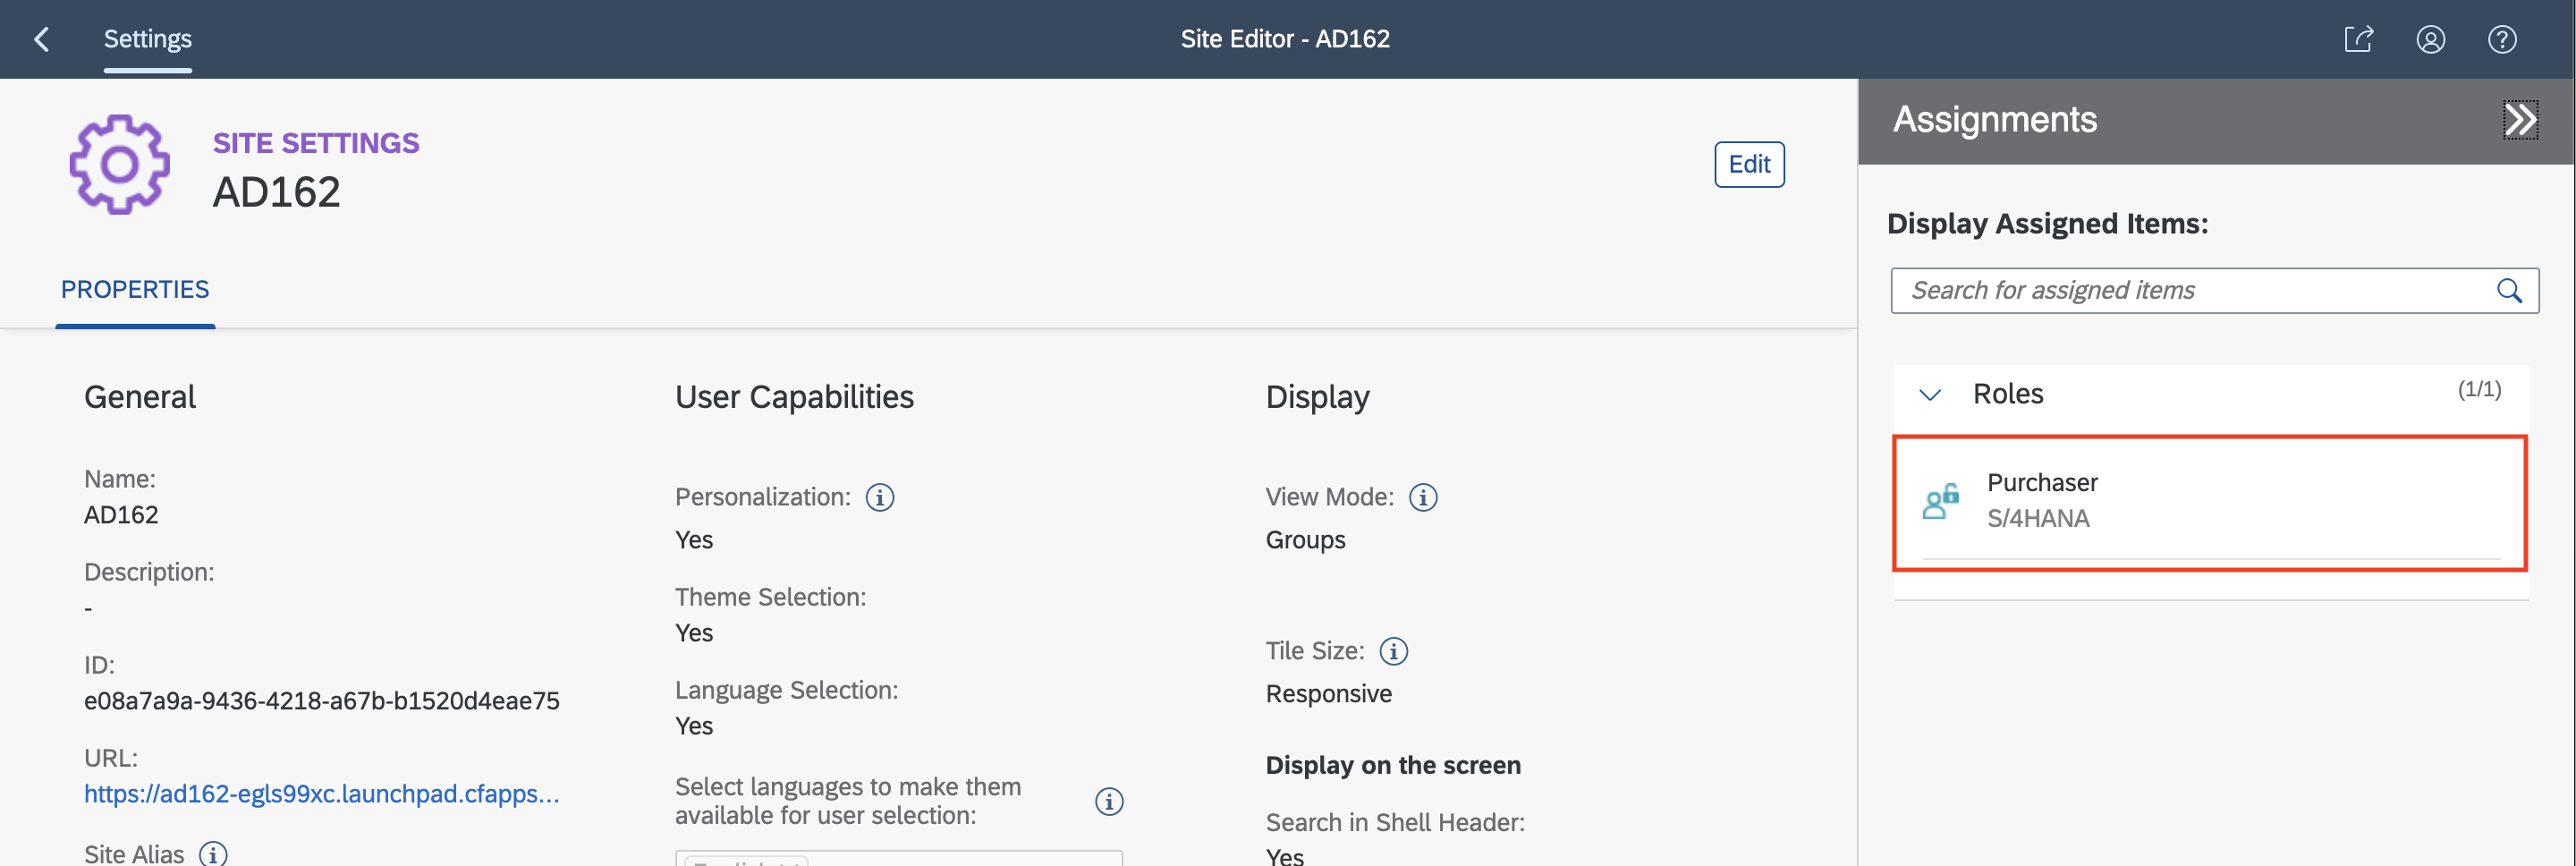 Settings
Site Editor - AD162
SITE SETTINGS
AD162
Edit
PROPERTIES
General
Name:
AD162
Description:
-
ID:
e08a7a9a-9436-4218-a67b-b1520d4eae75
URL:
https://ad162-egls99xc.launchpad.cfapps...
Site Alias
User Capabilities
Personalization:
Yes
Theme Selection:
Yes
Language Selection:
Yes
Select languages to make them
available for user selection:
Display
View Mode:
Groups
Tile Size:
Responsive
Display on the screen
Search in Shell Header:
Yes
Assignments
Display Assigned Items:
Search for assigned items
Roles
(1/1)
Purchaser
S/4HANA